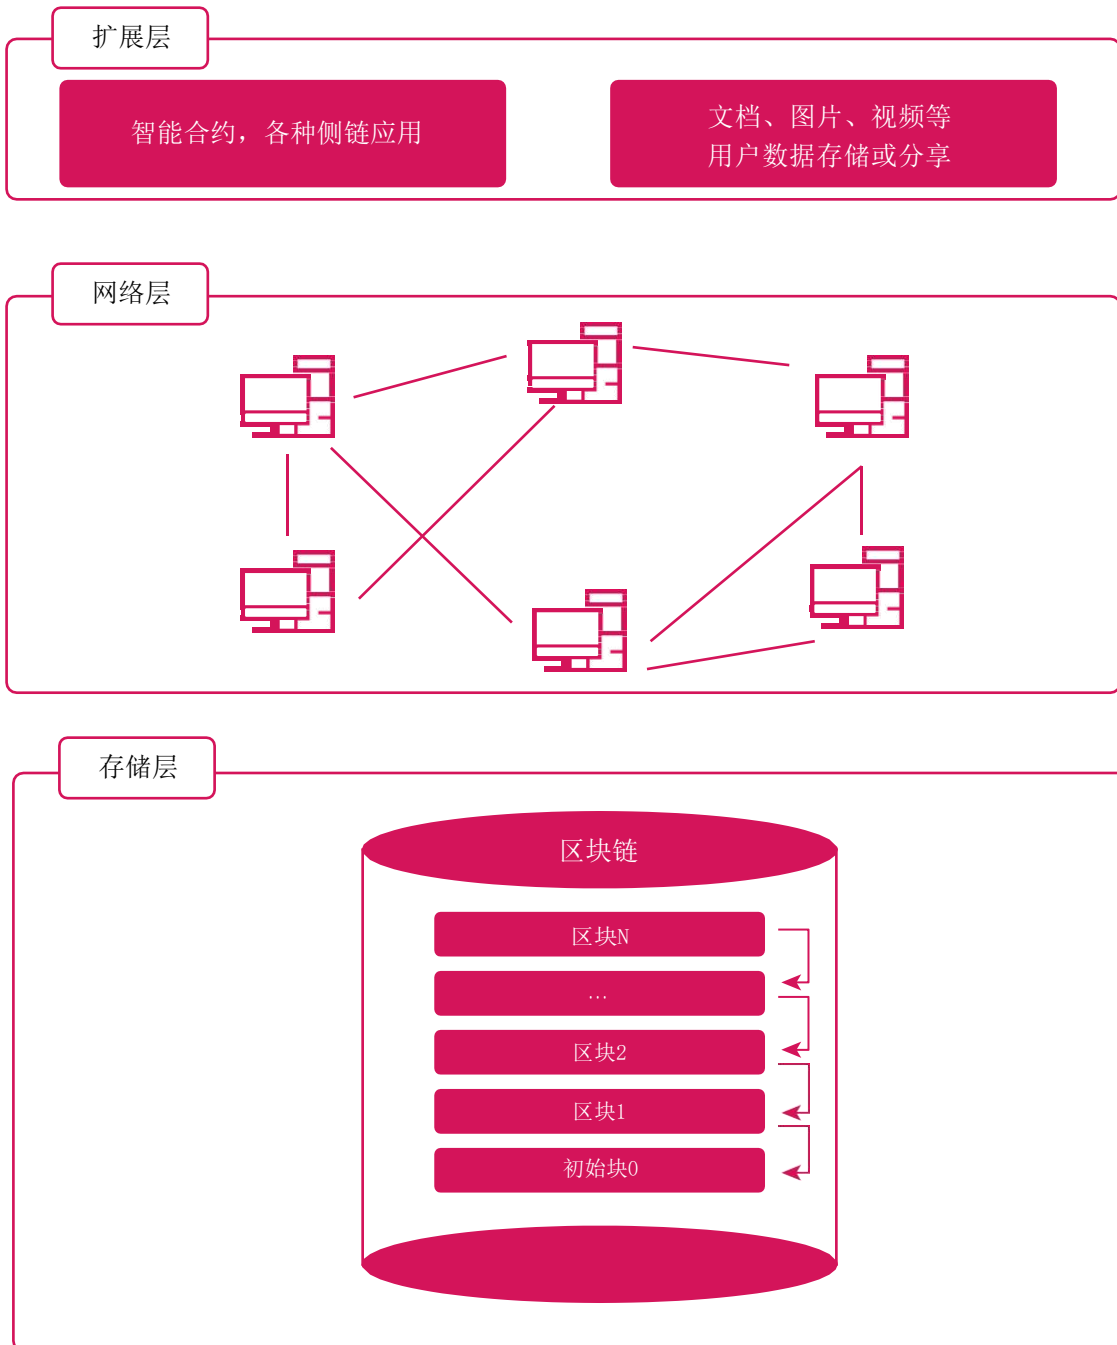 扩展层
智能合约，各种侧链应用
文档、图片、视频等
用户数据存储或分享
网络层
存储层
区块链
区块N
...
区块2
区块1
初始块0